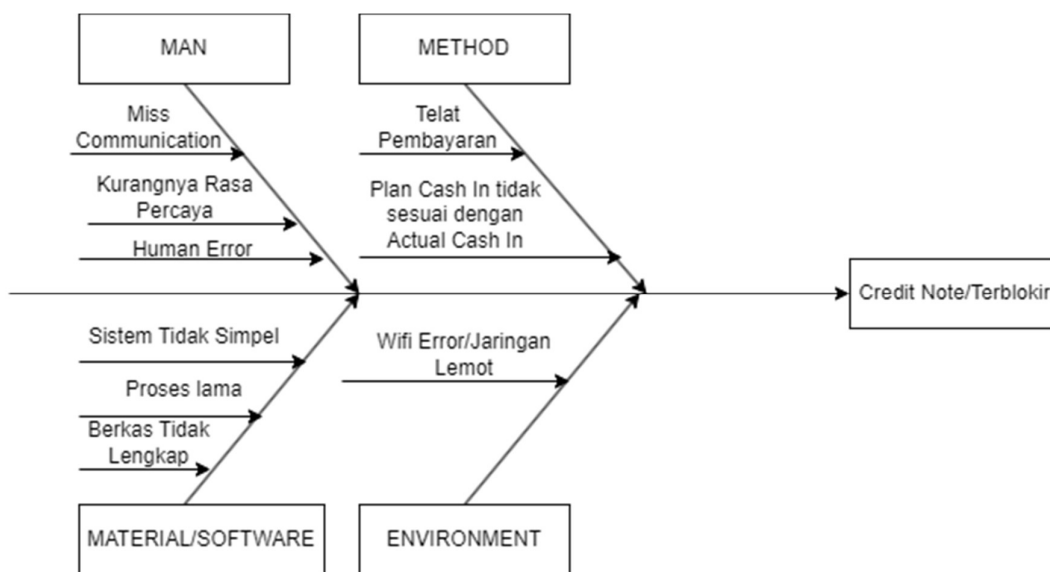 MAN
METHOD
Miss
Communication
Telat
Pembayaran
Kurangnya Rasa
Percaya
Plan Cash In tidak
sesuai dengan
Actual Cash In
Human Error
Credit Note/Terblokir
Sistem Tidak Simpel
Wifi Error/Jaringan
Lemot
Proses lama
Berkas Tidak
Lengkap
MATERIAL/SOFTWARE
ENVIRONMENT